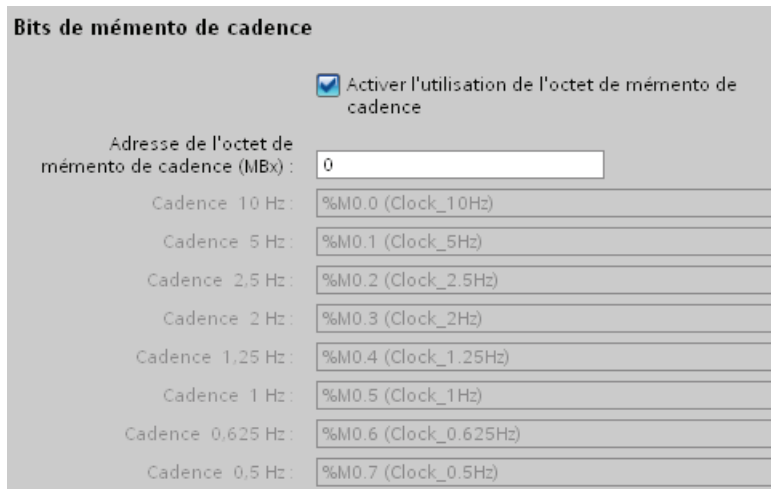 Bits de mémento de cadence
Activer l'utilisation de l'octet de mémento de
cadence
Adresse de l'octet de
mémento de cadence (MBx) : 0
Cadence 10 Hz : %M0.0 (Clock_10Hz)
Cadence 5 Hz : %M0.1 (Clock_5Hz)
Cadence 2,5 Hz : %M0.2 (Clock_2.5Hz)
Cadence 2 Hz : %M0.3 (Clock_2Hz)
Cadence 1,25 Hz : %M0.4 (Clock_1.25Hz)
Cadence 1 Hz : %M0.5 (Clock_1Hz)
Cadence 0,625 Hz : %M0.6 (Clock_0.625Hz)
Cadence 0,5 Hz : %M0.7 (Clock_0.5Hz)